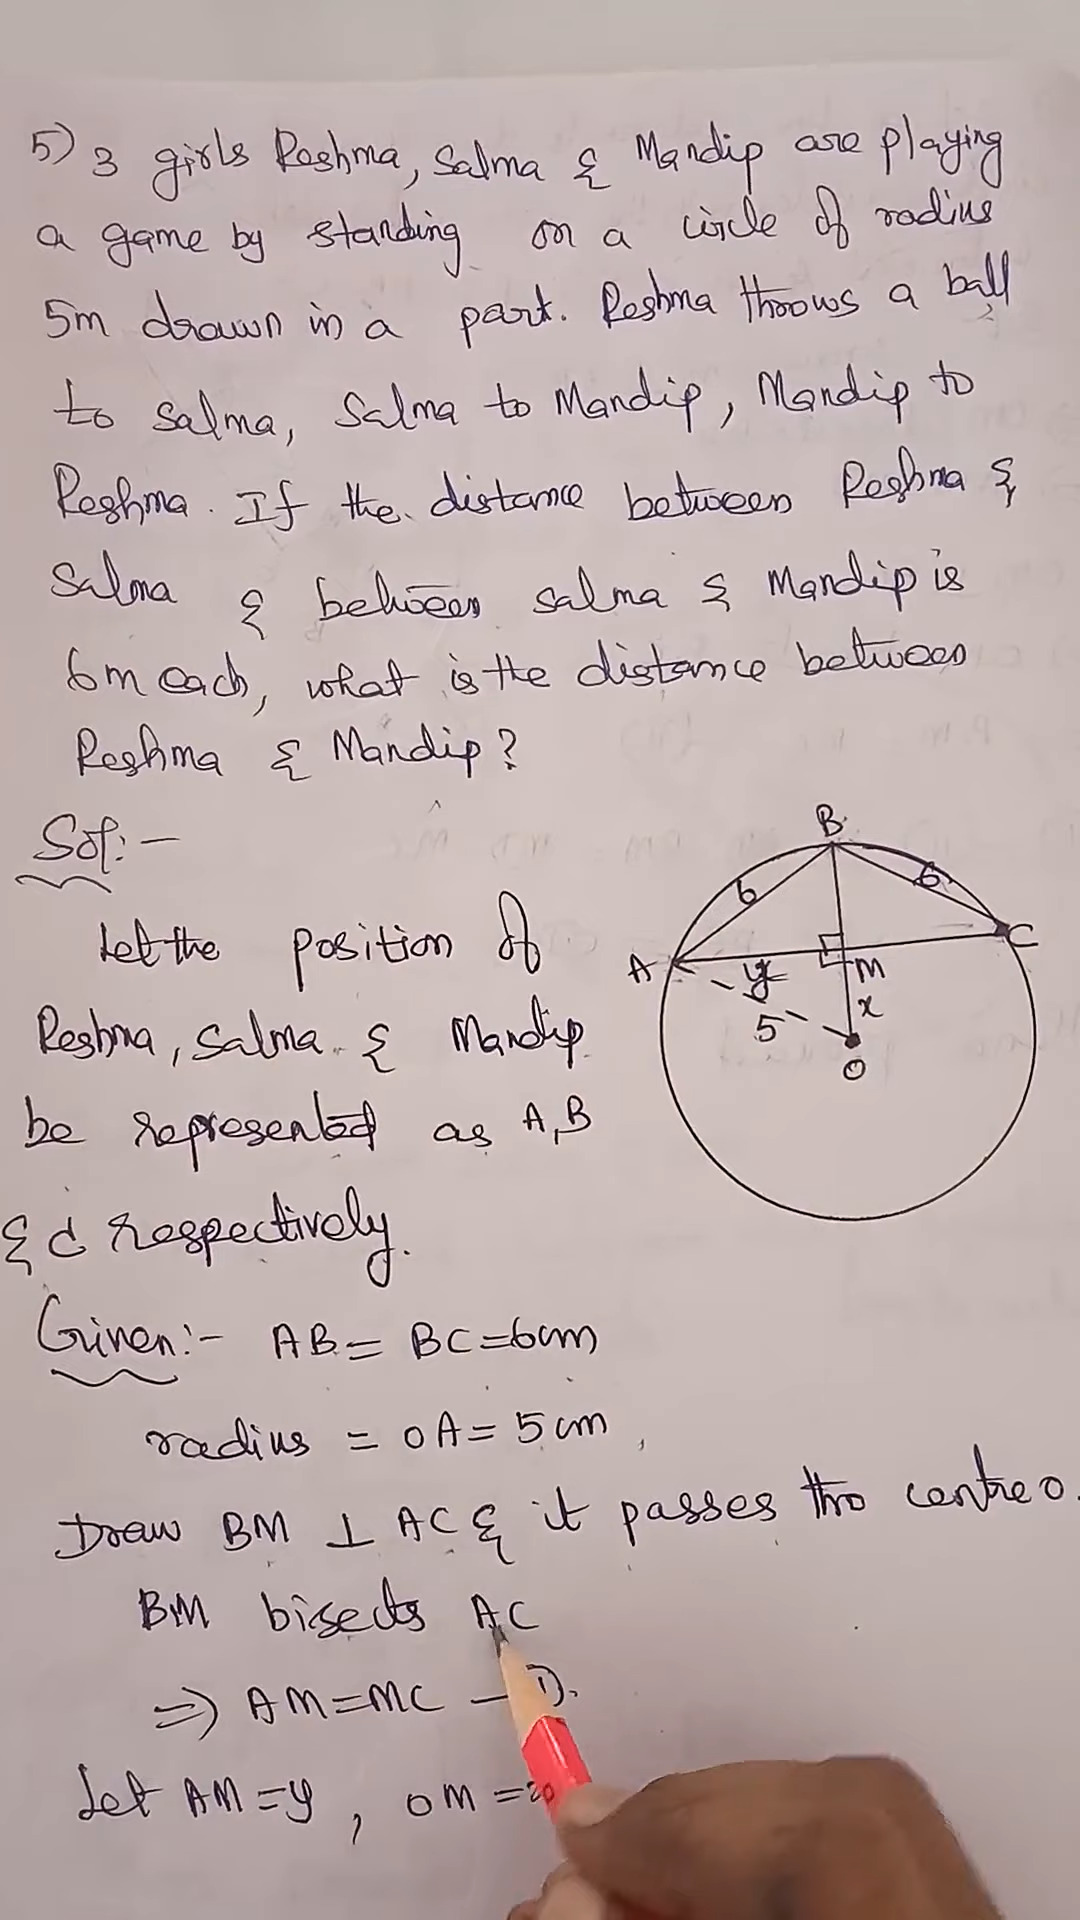 5) 3 girls Reshma, Salma & Mandip are playing
a game by standing on a circle of radius
5m drawn in a park. Reshma throws a ball
to salma, Salma to Mandip, Mandip to
Reshma. If the distance between Reshma &
Salma & between salma & Mandip is
6m each, what is the distance between
Reshma & Mandip?
Sol:-
Let the position of
Reshma, Salma & Mandip
be represented as A, B
& C respectively.
B
6
6
A
C
y
M
x
5
O
Given:- AB = BC = 6cm
radius = OA = 5cm,
Draw BM ⊥ AC & it passes thro centre O.
BM bisects AC
⇒ AM = MC — ①.
Let AM = y, OM =